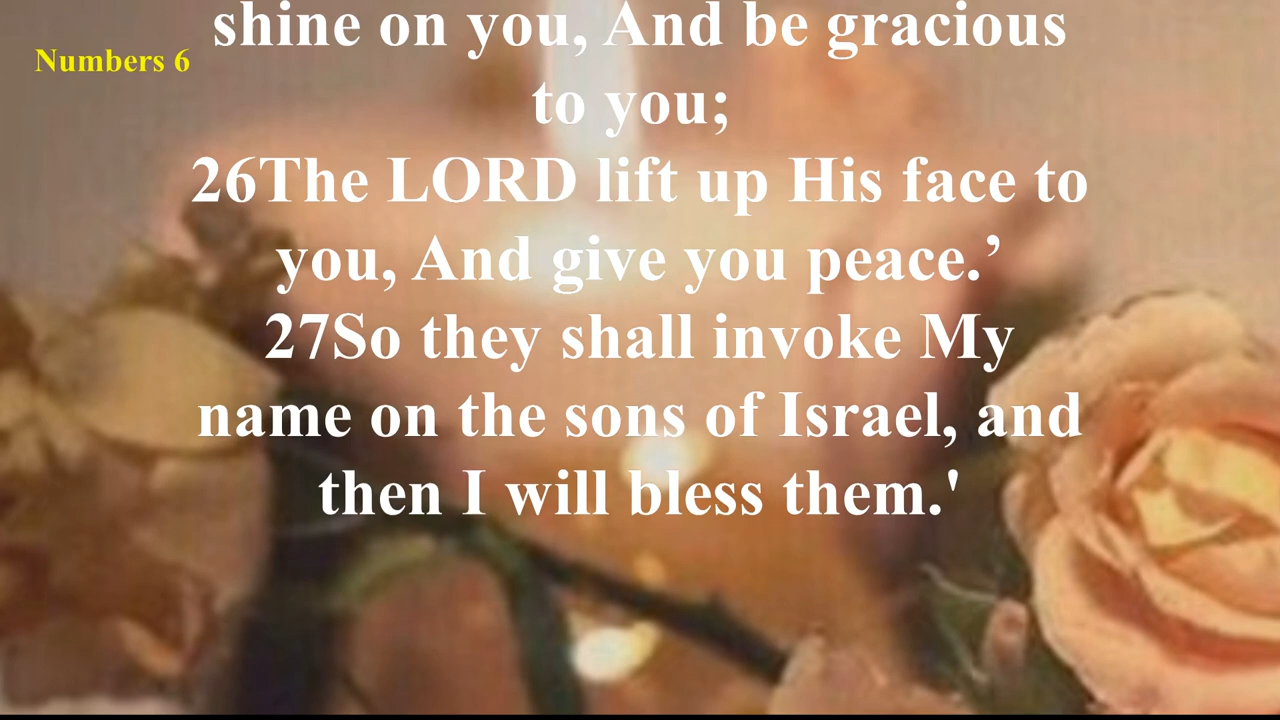 shine on you, And be gracious
Numbers 6
to you;
26The LORD lift up His face to
you, And give you peace.’
27So they shall invoke My
name on the sons of Israel, and
then I will bless them.'